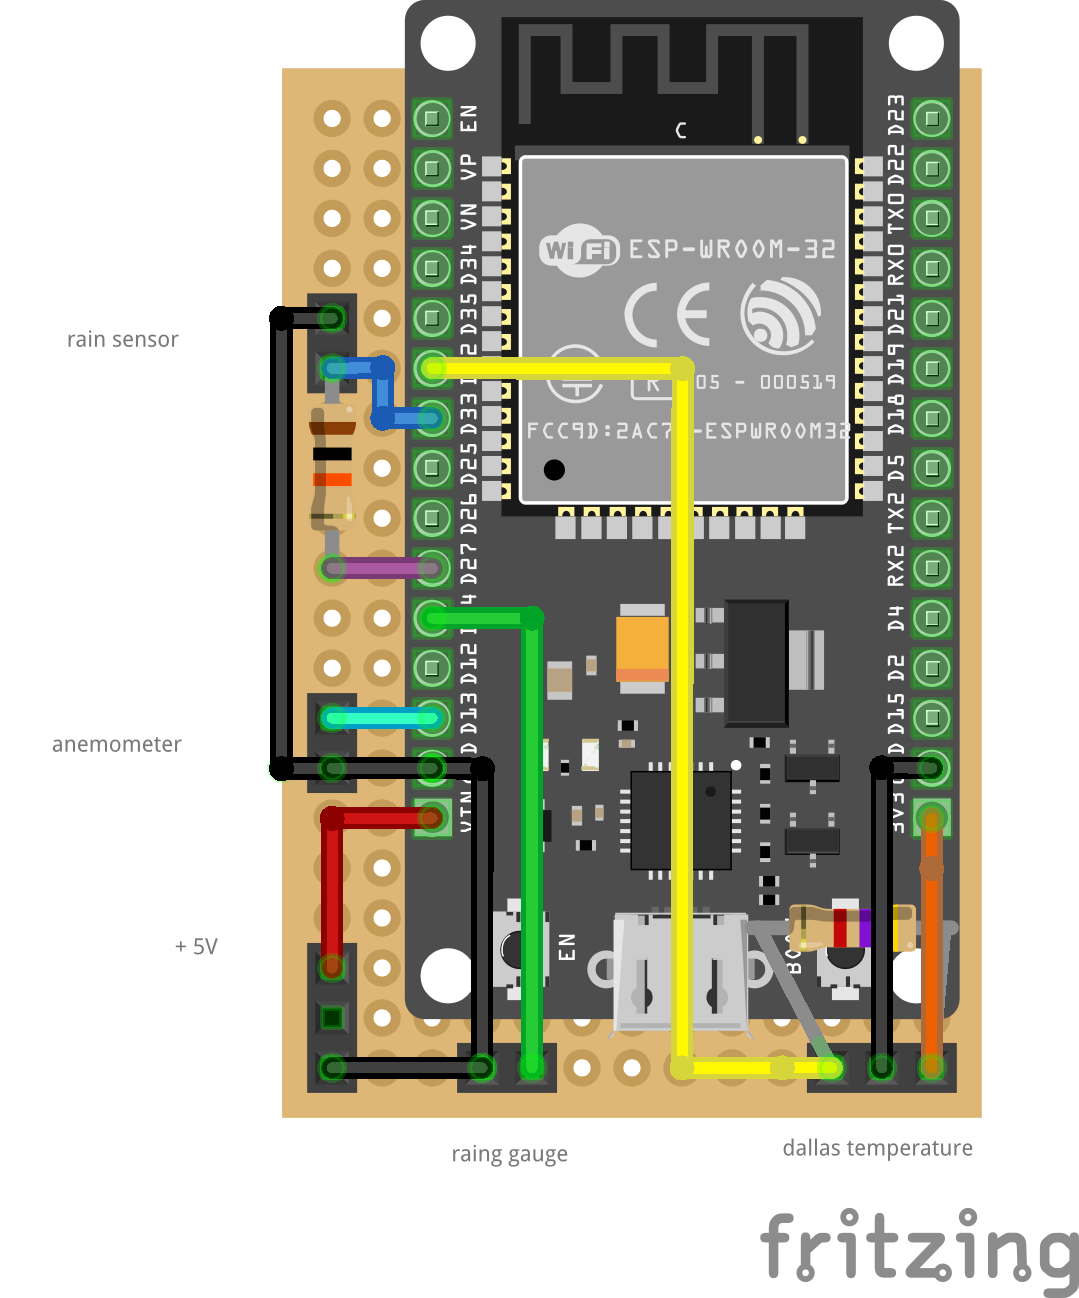 EN
VP
VN
D34
D35
D33
D25
D26
D27
D12
D13
VIN
D23
D22
TX0
RX0
D21
D19
D18
D5
TX2
RX2
D4
D2
D15
3V3
C
WiFi ESP-WROOM-32
CE
R
05 - 000519
FCC9D:2AC7
-ESPWROOM32
EN
rain sensor
anemometer
+ 5V
raing gauge
dallas temperature
fritzing